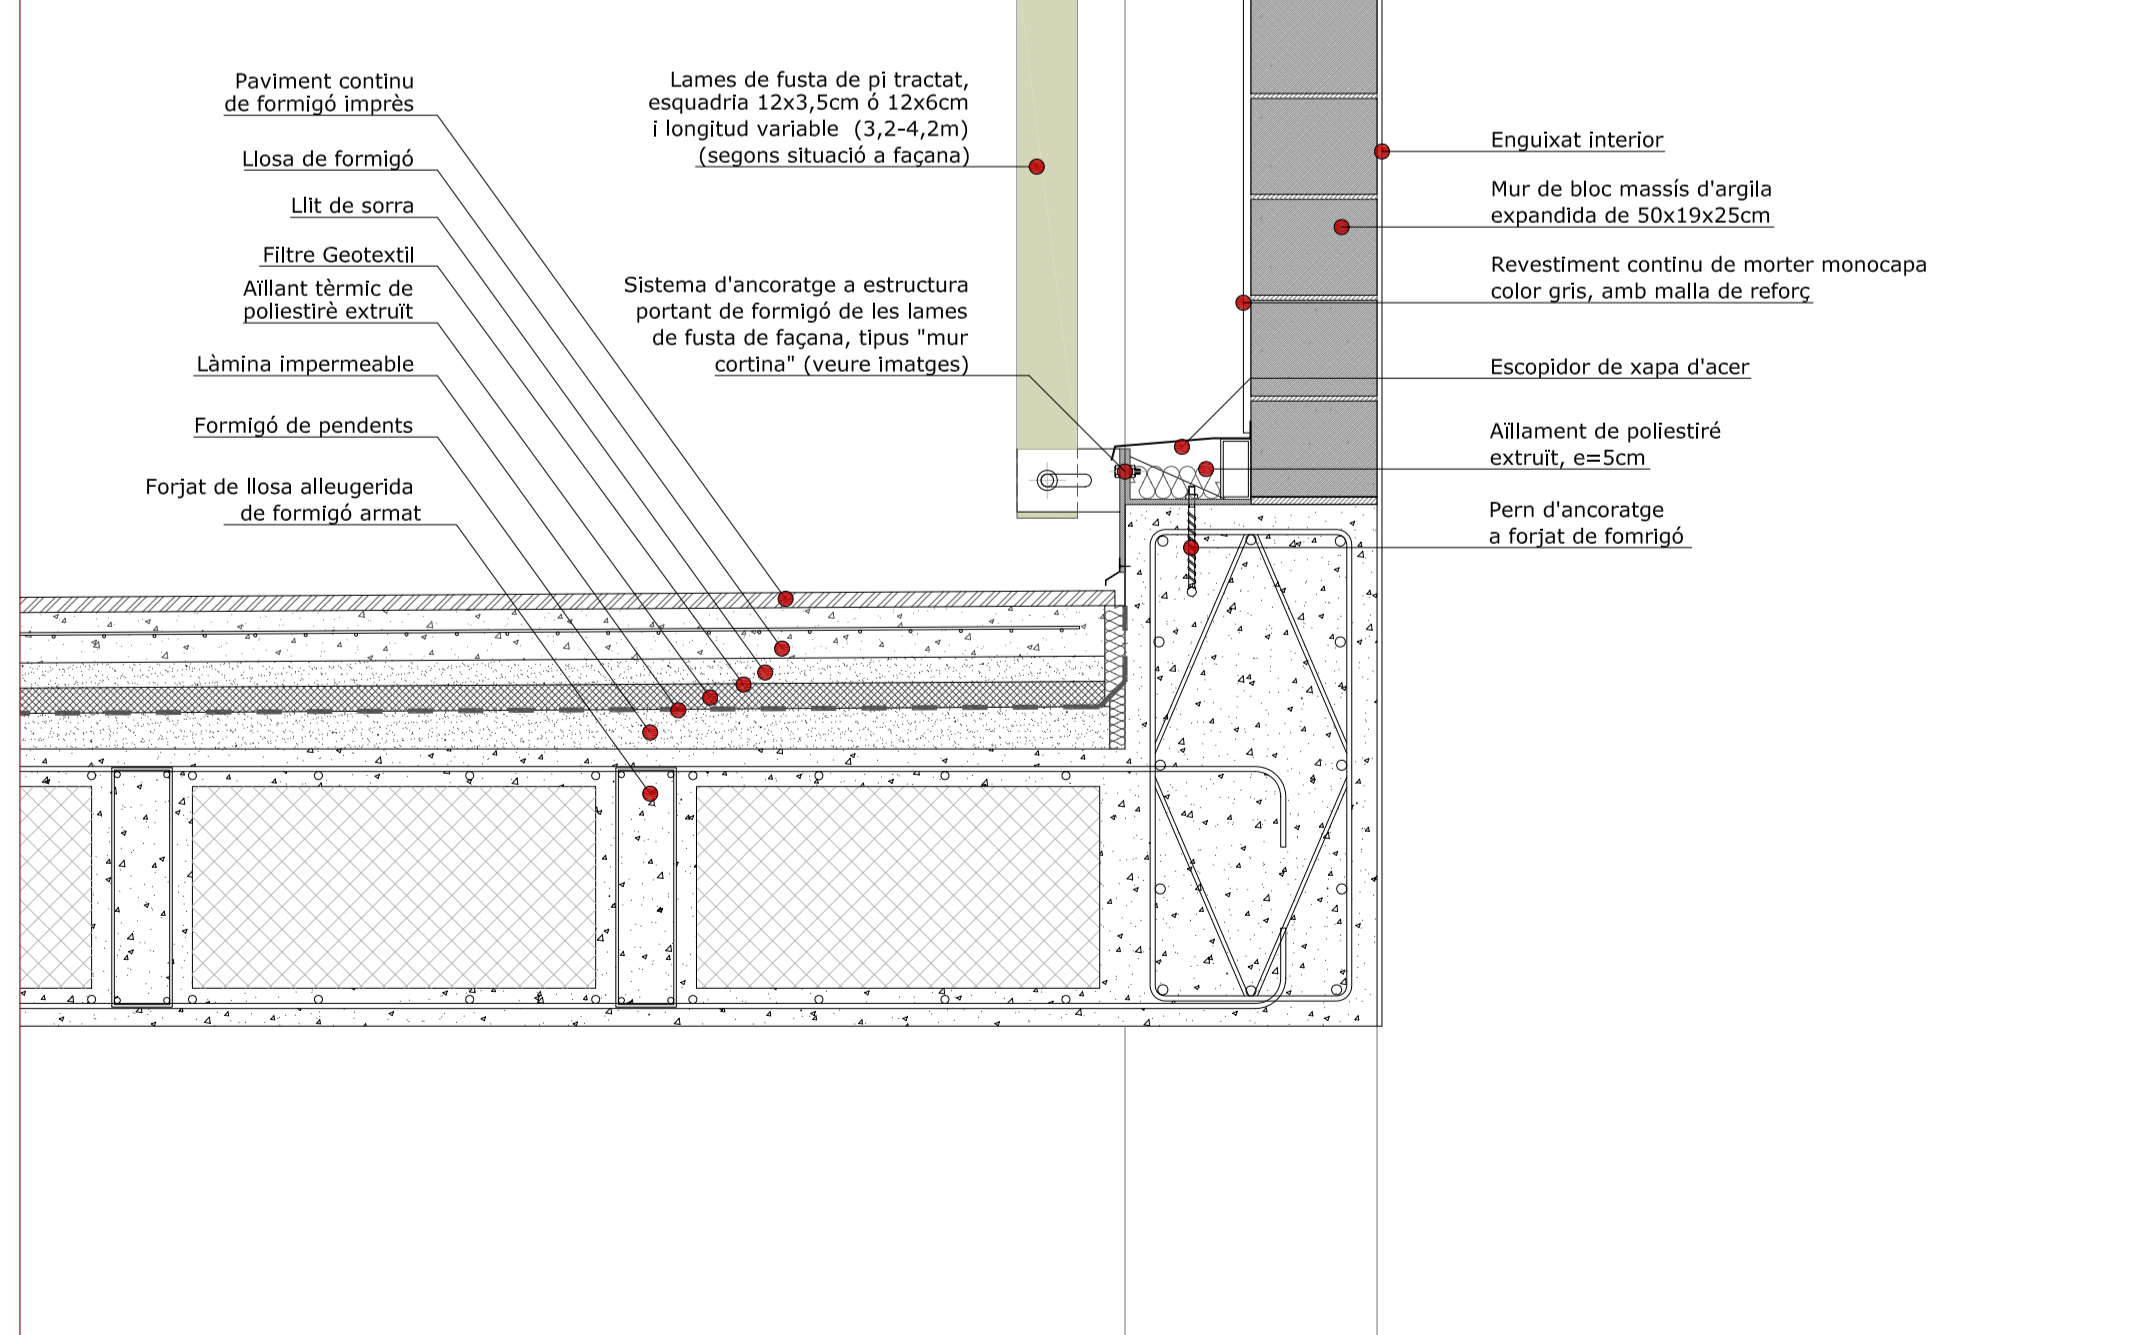 Paviment continu
de formigó imprès
Llosa de formigó
Llit de sorra
Filtre Geotextil
Aïllant tèrmic de
poliestirè extruït
Làmina impermeable
Formigó de pendents
Forjat de llosa alleugerida
de formigó armat
Lames de fusta de pi tractat,
esquadria 12x3,5cm ó 12x6cm
i longitud variable (3,2-4,2m)
(segons situació a façana)
Sistema d'ancoratge a estructura
portant de formigó de les lames
de fusta de façana, tipus "mur
cortina" (veure imatges)
Enguixat interior
Mur de bloc massís d'argila
expandida de 50x19x25cm
Revestiment continu de morter monocapa
color gris, amb malla de reforç
Escopidor de xapa d'acer
Aïllament de poliestiré
extruït, e=5cm
Pern d'ancoratge
a forjat de fomrigó